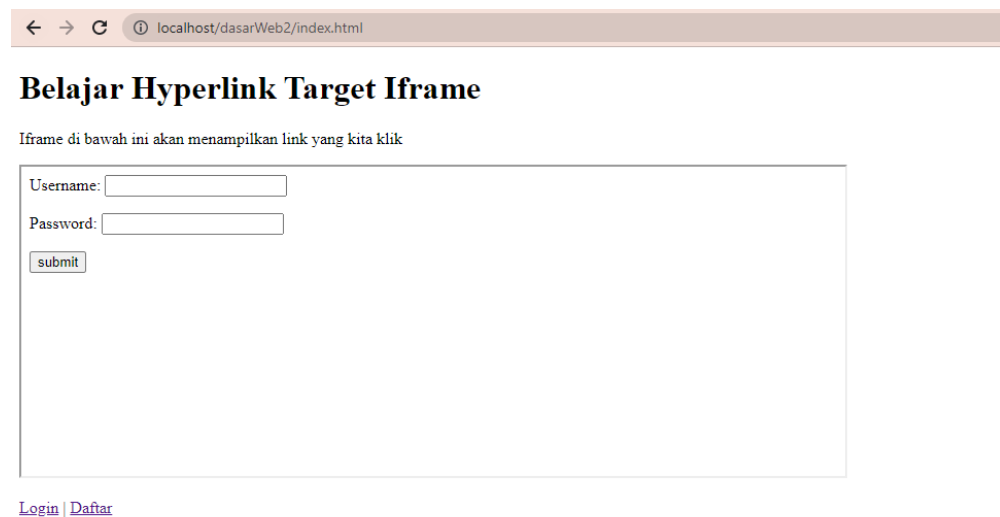 localhost/dasarWeb2/index.html
Belajar Hyperlink Target Iframe
Iframe di bawah ini akan menampilkan link yang kita klik
Username:
Password:
submit
Login | Daftar